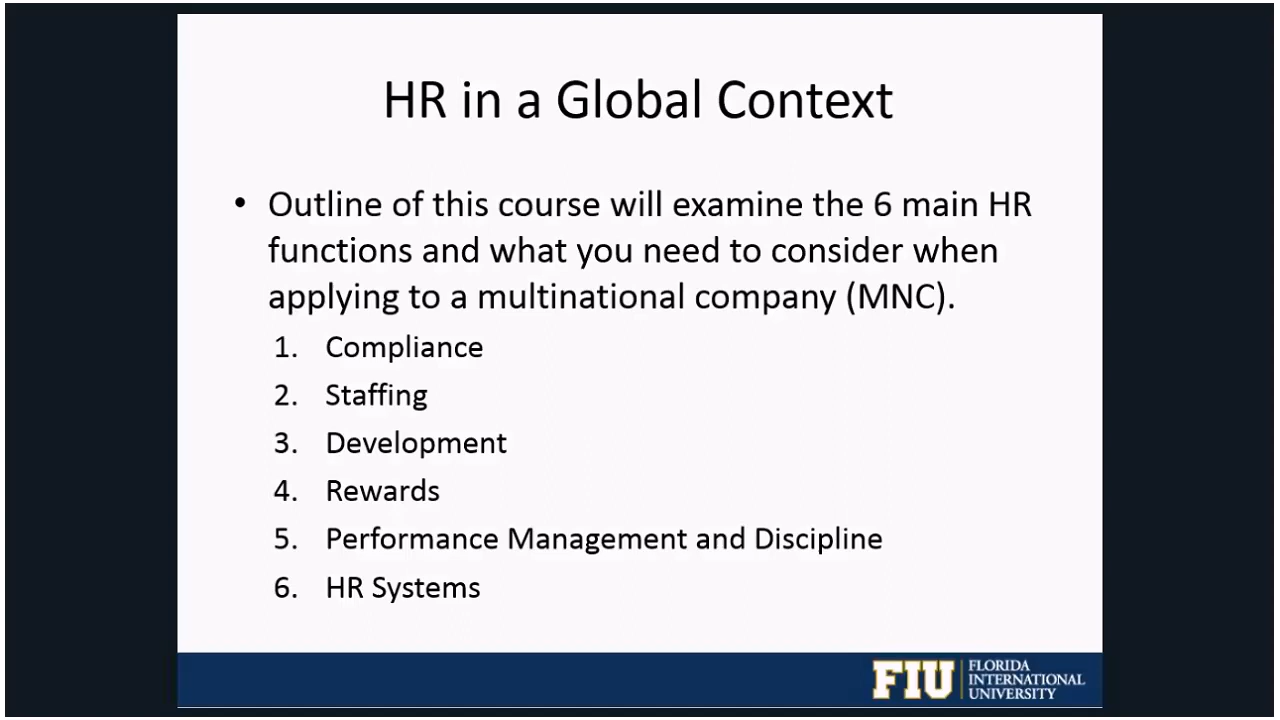 HR in a Global Context
• Outline of this course will examine the 6 main HR
functions and what you need to consider when
applying to a multinational company (MNC).
1. Compliance
2. Staffing
3. Development
4. Rewards
5. Performance Management and Discipline
6. HR Systems
FIU
FLORIDA
INTERNATIONAL
UNIVERSITY